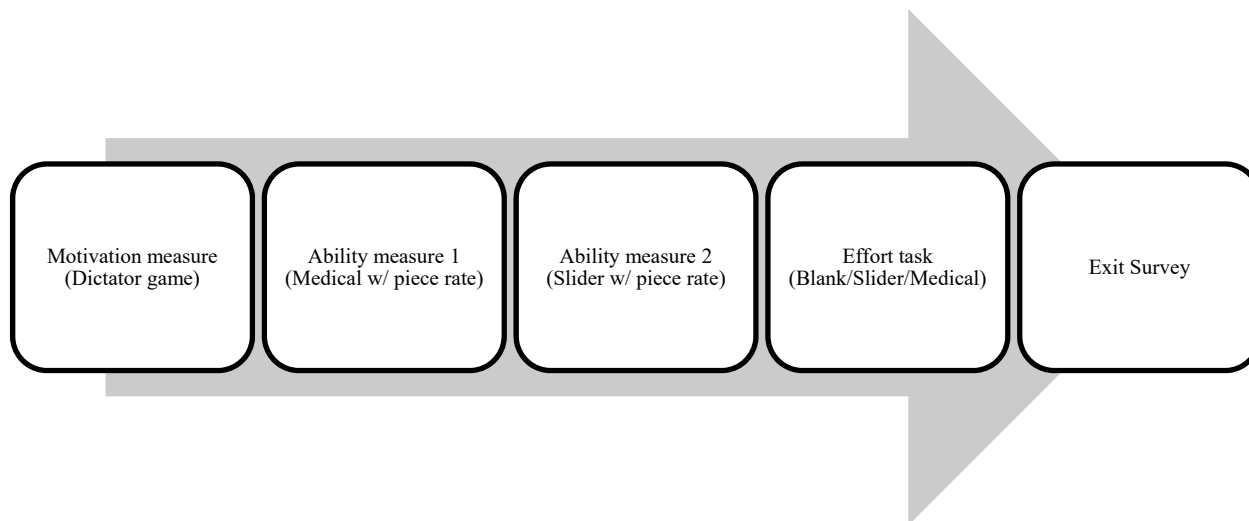 Motivation measure
(Dictator game)
Ability measure 1
(Medical w/ piece rate)
Ability measure 2
(Slider w/ piece rate)
Effort task
(Blank/Slider/Medical)
Exit Survey